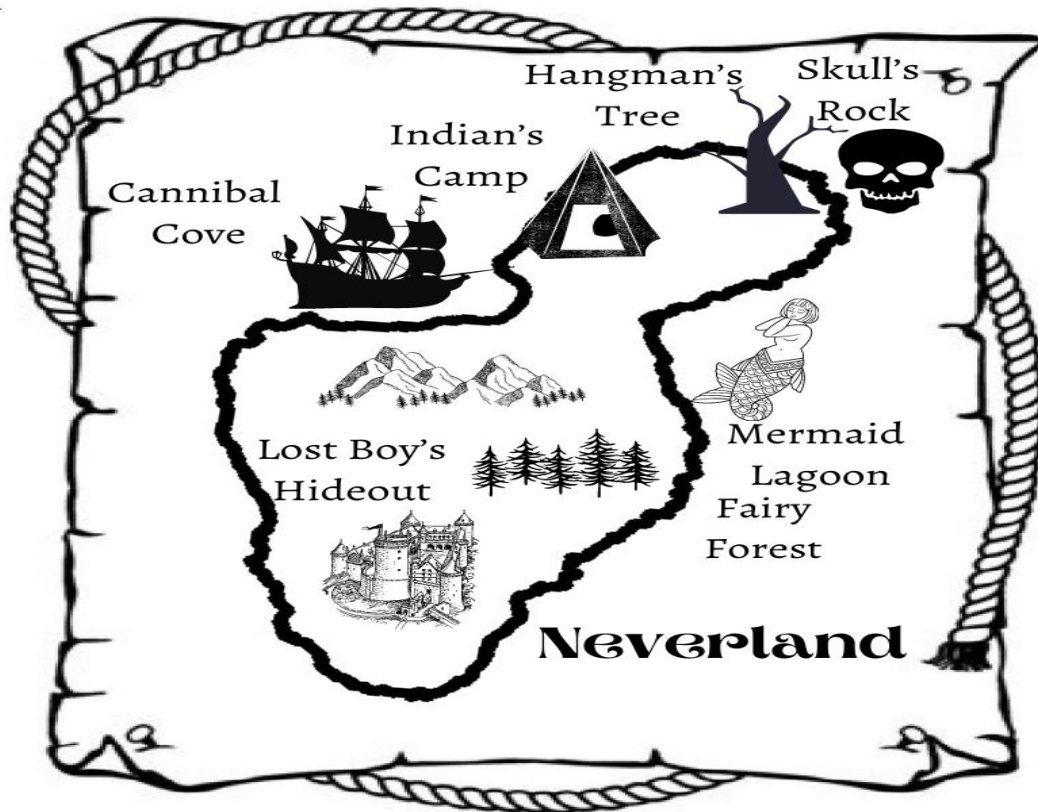 Hangman's
Tree
Skull's
Rock
Indian's
Camp
Cannibal
Cove
Lost Boy's
Hideout
Mermaid
Lagoon
Fairy
Forest
Neverland